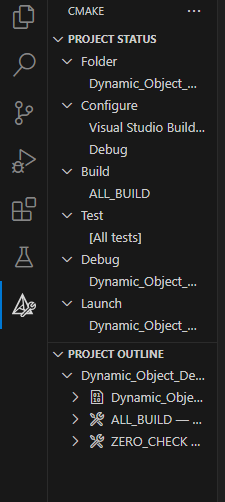 CMAKE
PROJECT STATUS
Folder
Dynamic_Object_...
Configure
Visual Studio Build...
Debug
Build
ALL_BUILD
Test
[All tests]
Debug
Dynamic_Object_...
Launch
Dynamic_Object_...
PROJECT OUTLINE
Dynamic_Object_De...
Dynamic_Obje...
ALL_BUILD — ...
ZERO_CHECK ...